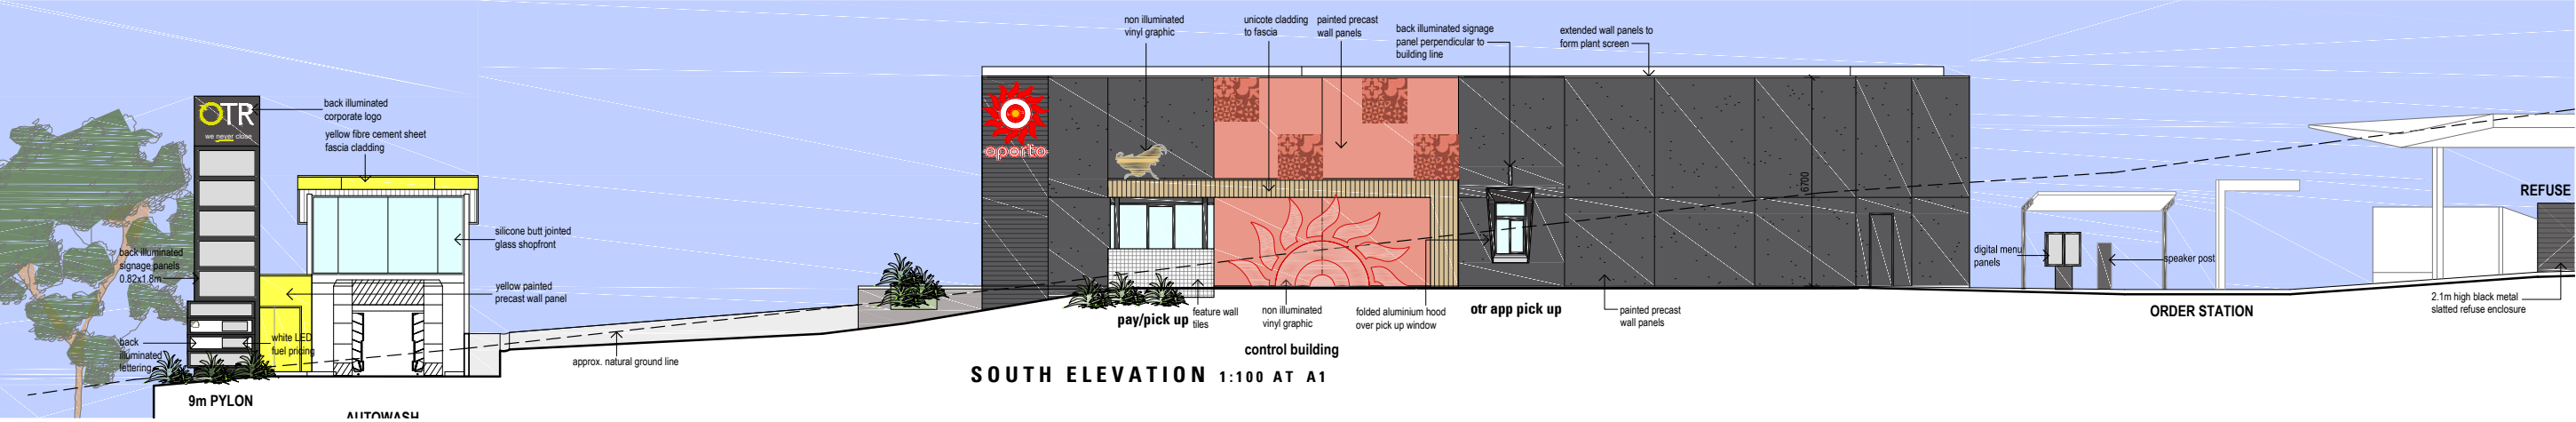 OTR
we never close
back illuminated
corporate logo
yellow fibre cement sheet
fascia cladding
silicone butt jointed
glass shopfront
back illuminated
signage panels
0.82x1.8m
yellow painted
precast wall panel
back
illuminated
lettering
white LED
fuel pricing
9m PYLON
AUTOWASH
approx. natural ground line
oporto
non illuminated
vinyl graphic
unicote cladding
to fascia
painted precast
wall panels
back illuminated signage
panel perpendicular to
building line
extended wall panels to
form plant screen
6700
pay/pick up
feature wall
tiles
non illuminated
vinyl graphic
folded aluminium hood
over pick up window
otr app pick up
painted precast
wall panels
control building
SOUTH ELEVATION 1:100 AT A1
digital menu
panels
speaker post
ORDER STATION
REFUSE
2.1m high black metal
slatted refuse enclosure